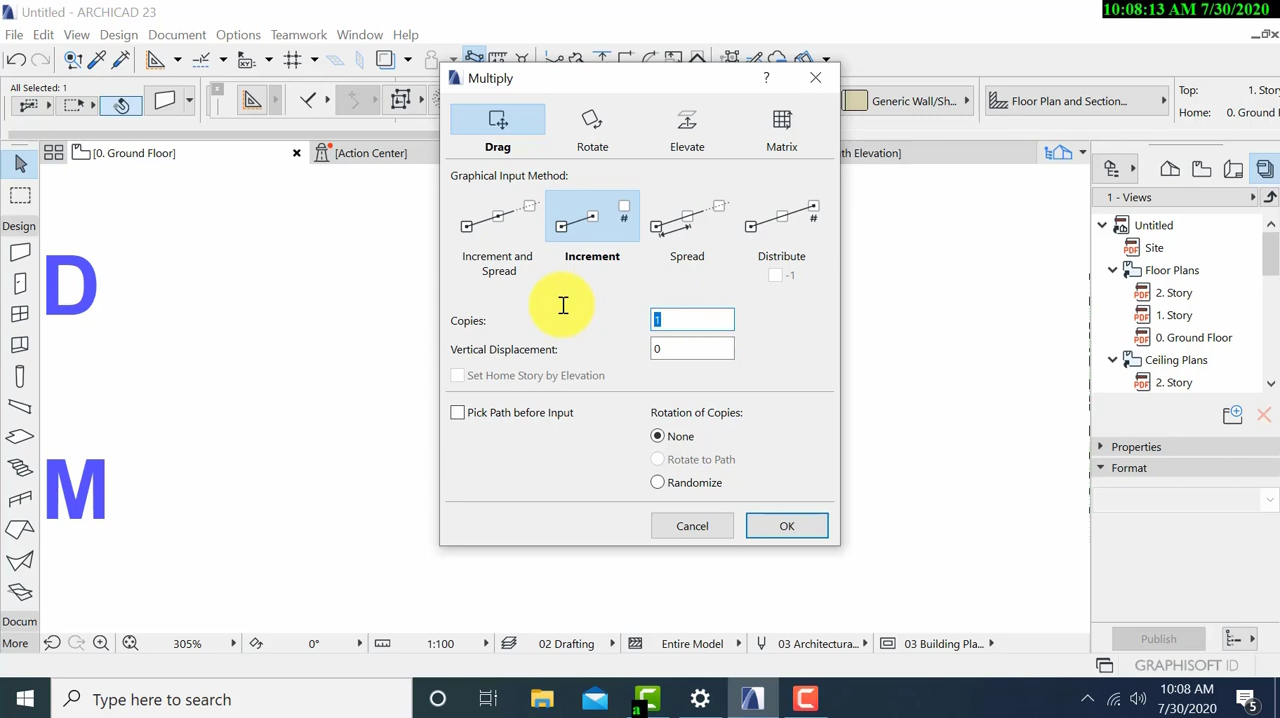 Untitled - ARCHICAD 23
10:08:13 AM 7/30/2020
File Edit View Design Document Options Teamwork Window Help
Multiply
?
All Selected: 1
Generic Wall/Sh...
Floor Plan and Section...
Top: 1. Story
Home: 0. Ground F
Drag Rotate Elevate Matrix
[0. Ground Floor]
[Action Center]
th Elevation]
Graphical Input Method:
1 - Views
# #
Design
Increment and Spread
Increment
Spread
Distribute
-1
Untitled
Site
Floor Plans
2. Story
1. Story
0. Ground Floor
Ceiling Plans
2. Story
D
Copies: 1
Vertical Displacement: 0
Set Home Story by Elevation
Pick Path before Input
Rotation of Copies:
None
Rotate to Path
Randomize
Properties
Format
M
Cancel OK
Docum
More
305% 0° 1:100 02 Drafting Entire Model 03 Architectura... 03 Building Pla...
Publish
GRAPHISOFT ID
Type here to search
a
10:08 AM
7/30/2020
5